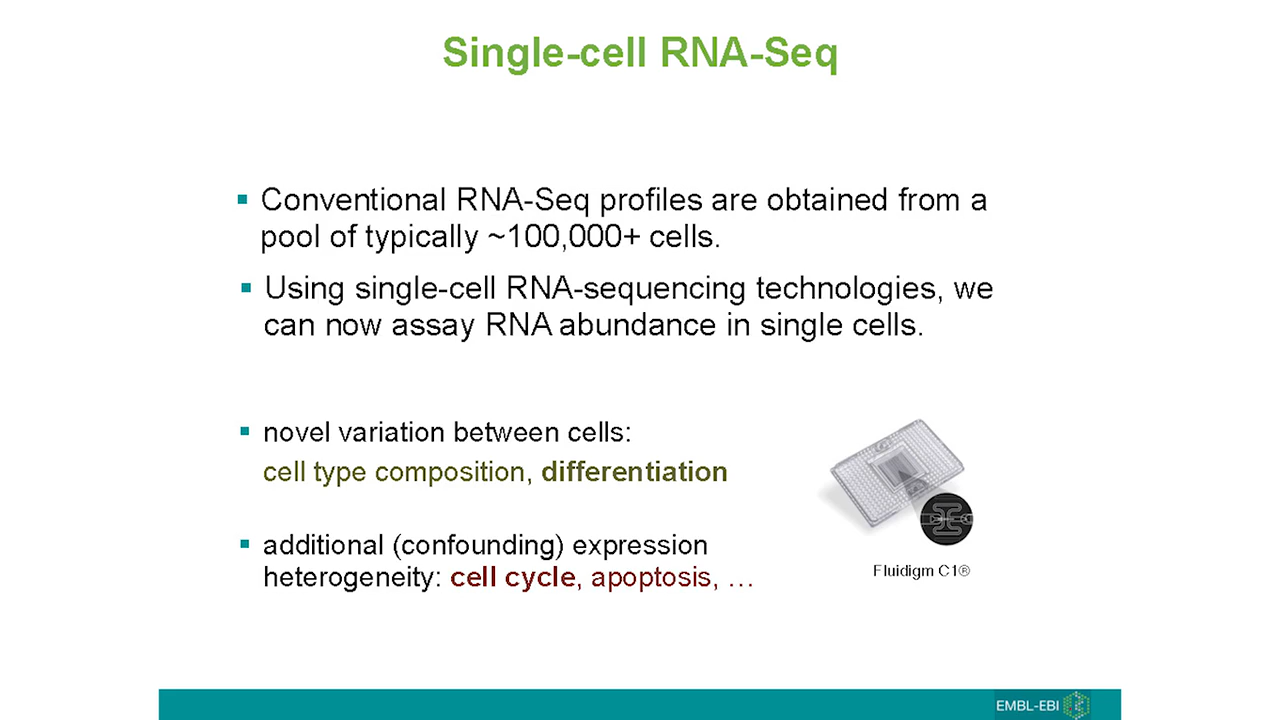 Single-cell RNA-Seq
▪ Conventional RNA-Seq profiles are obtained from a
pool of typically ~100,000+ cells.
▪ Using single-cell RNA-sequencing technologies, we
can now assay RNA abundance in single cells.
▪ novel variation between cells:
cell type composition, differentiation
▪ additional (confounding) expression
heterogeneity: cell cycle, apoptosis, …
Fluidigm C1®
EMBL-EBI